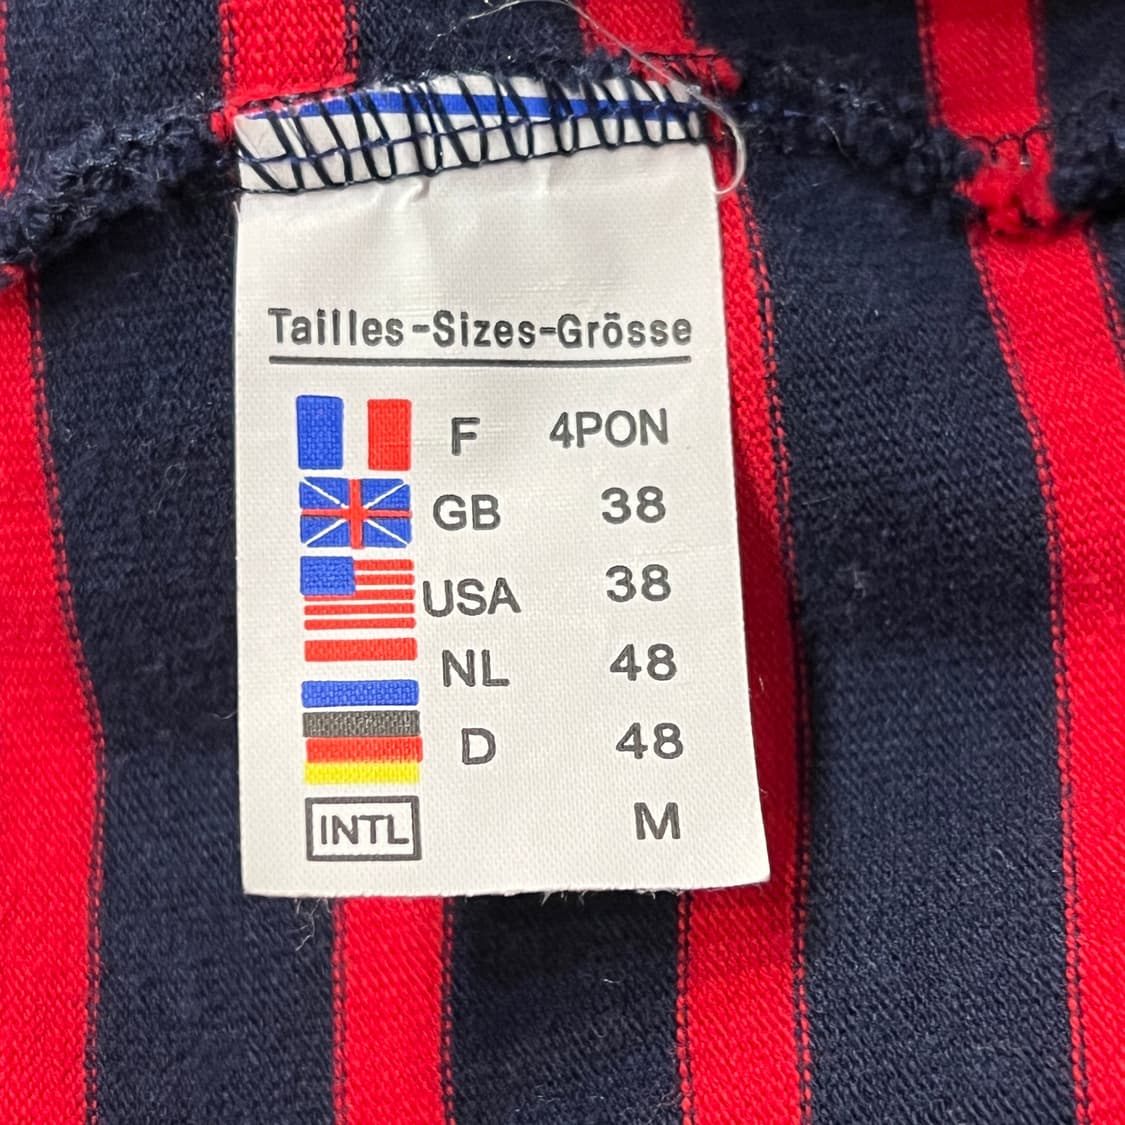 Tailles-Sizes-Grösse
F 4PON
GB 38
USA 38
NL 48
D 48
INTL M